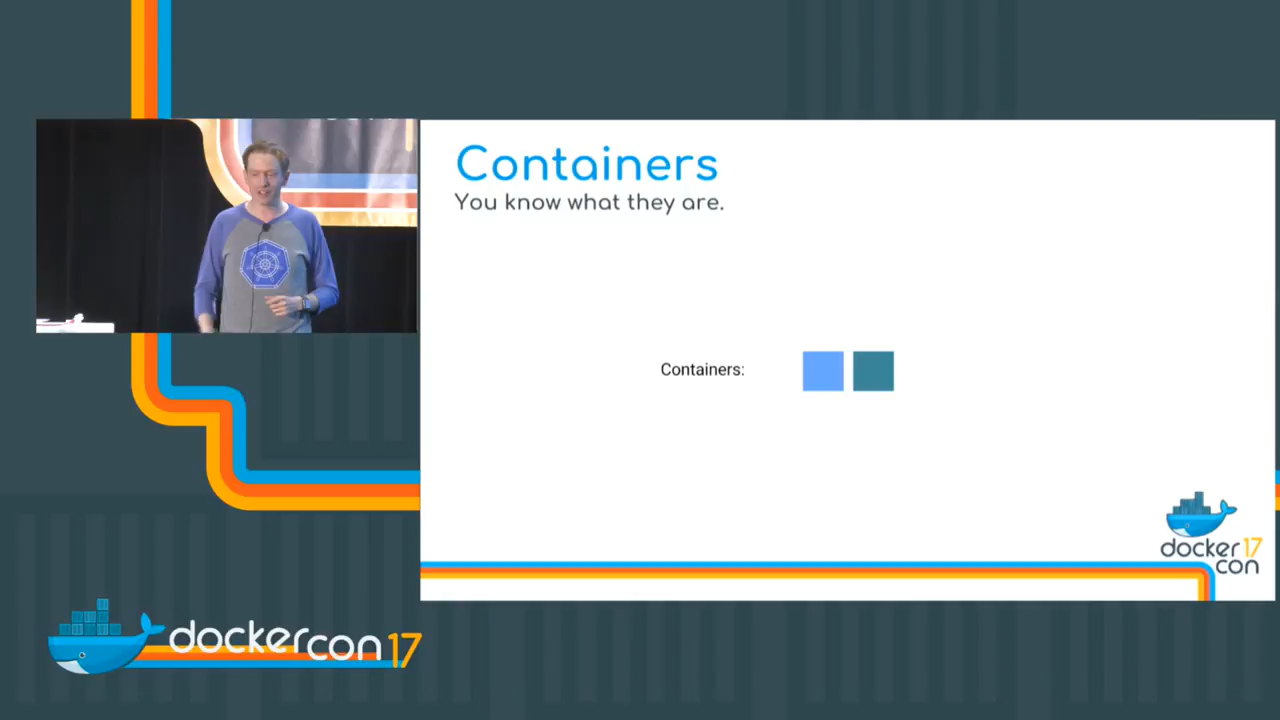 Containers
You know what they are.
Containers:
docker 17
con
dockercon 17